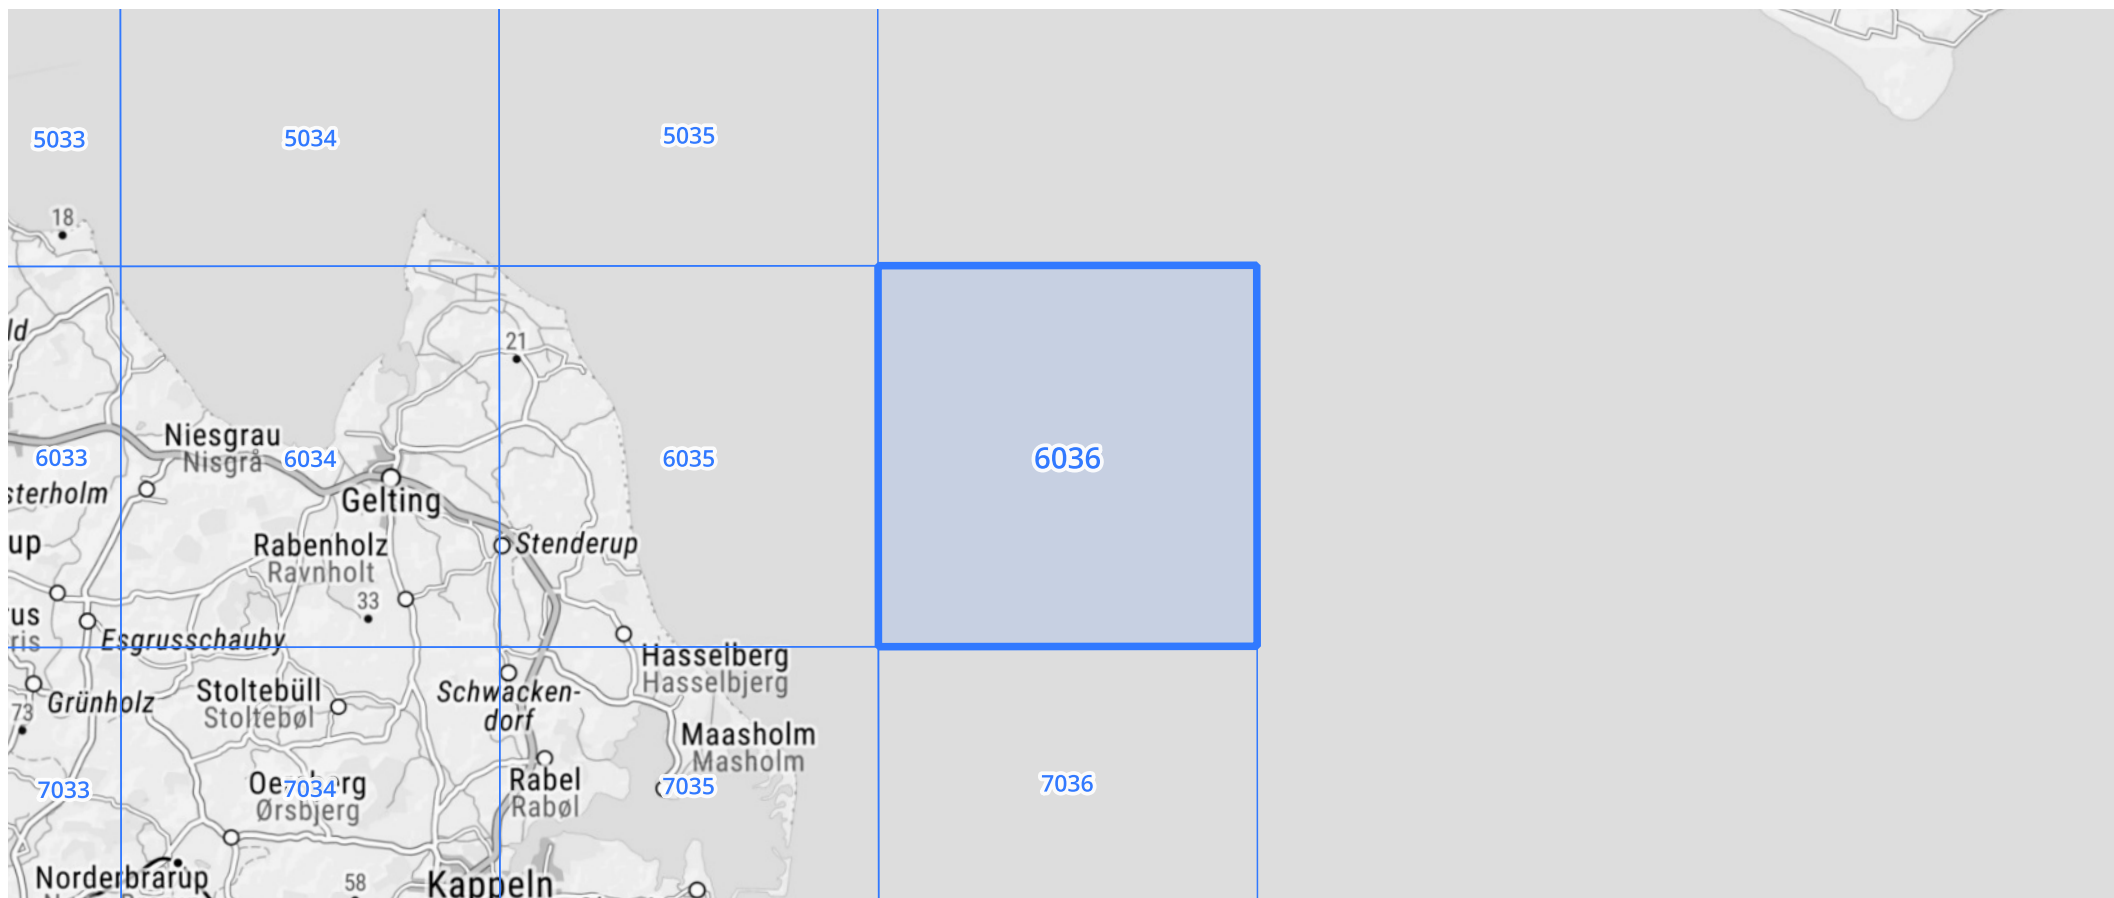 5033
5034
5035
18
21
ld
Niesgrau
Nisgrå
6033
6034
6035
6036
sterholm
Gelting
up
Rabenholz
Ravnholt
Stenderup
33
rus
ris
Esgrusschauby
Hasselberg
Hasselbjerg
Grünholz
73
Stoltebüll
Stoltebøl
Schwacken-
dorf
Maasholm
Masholm
7033
7034
Ørsbjerg
Rabel
Rabøl
7035
7036
Norderbrarup
58
Kappeln